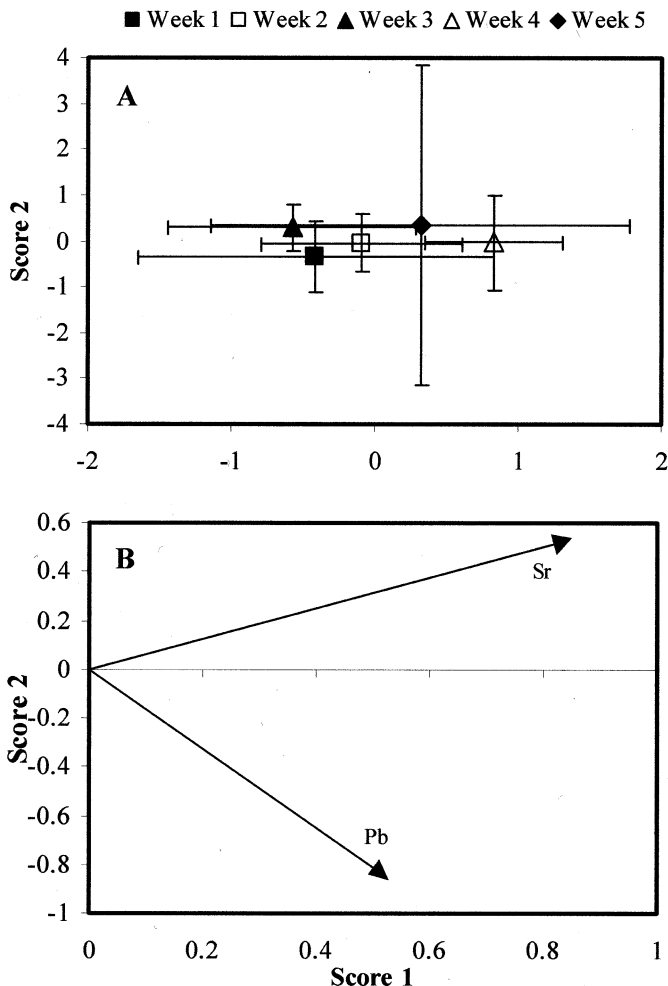 ■ Week 1 □ Week 2 ▲ Week 3 △ Week 4 ◆ Week 5
A
4
3
2
1
0
-1
-2
-3
-4
Score 2
-2 -1 0 1 2
B
0.6
0.4
0.2
0
-0.2
-0.4
-0.6
-0.8
-1
Score 2
Sr
Pb
0 0.2 0.4 0.6 0.8 1
Score 1